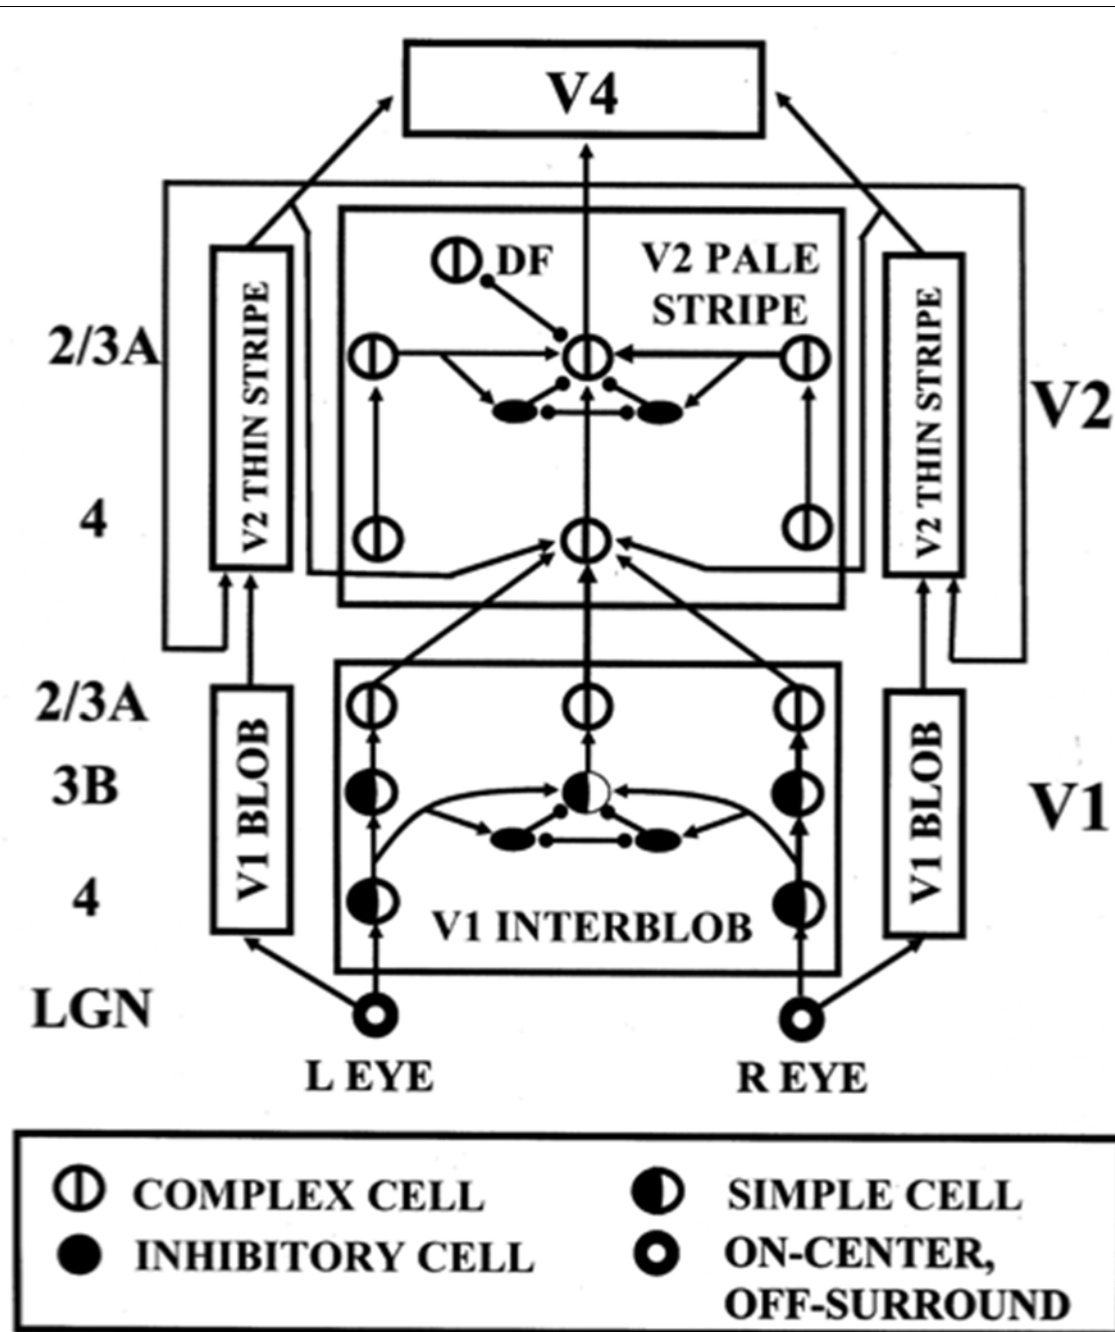 V4
DF
V2 PALE
STRIPE
2/3A
V2 THIN STRIPE
V2 THIN STRIPE
V2
4
2/3A
3B
V1 BLOB
V1 BLOB
V1
4
V1 INTERBLOB
LGN
L EYE
R EYE
COMPLEX CELL
SIMPLE CELL
INHIBITORY CELL
ON-CENTER,
OFF-SURROUND